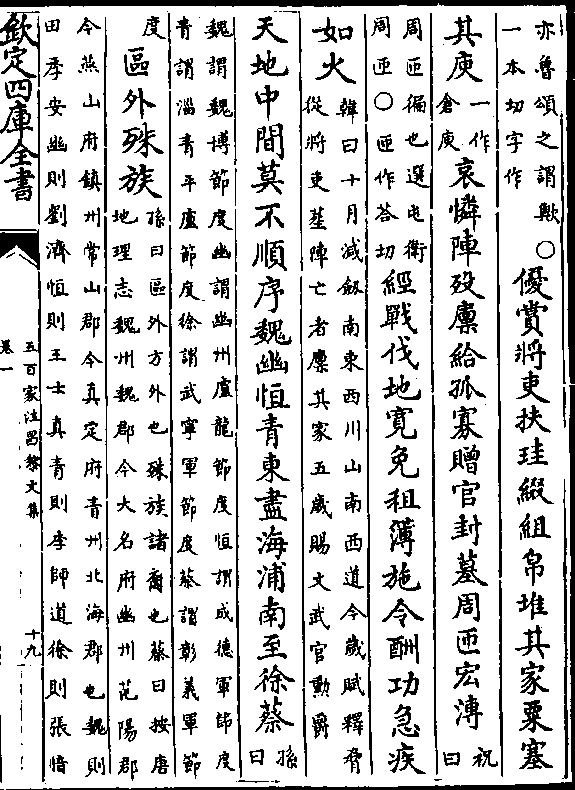 亦魯頌之謂歟〇
一本切字作
優賞將吏扶珪綴組帛堆其家粟塞
其庾
一作
倉庾
哀憐陣殁廪給孤寡贈官封墓周匝宏溥
祝
曰
周匝徧也選屯衛
周匝〇匝作荅切
經戰伐地寛免租簿施令酬功急疾
如火
韓曰十月減劔南東西川山南西道今歲賦釋脅
從將吏塟陣亡者廪其家五歲賜文武官勲爵
天地中間莫不順序魏幽恒青東盡海浦南至徐蔡
孫
曰
魏謂魏博節度幽謂幽州盧龍節度恒謂成德軍節度
青謂淄青平盧節度徐謂武寧軍節度蔡謂彰義軍節
度
區外殊族
孫曰區外方外也殊族諸裔也蔡曰按唐
地理志魏州魏郡今大名府幽州范陽郡
今燕山府鎮州常山郡今真定府青州北海郡也魏則
田季安幽則劉濟恒則王士真青則李師道徐則張愔
欽定四庫全書
五百家注昌黎文集
卷一
十九